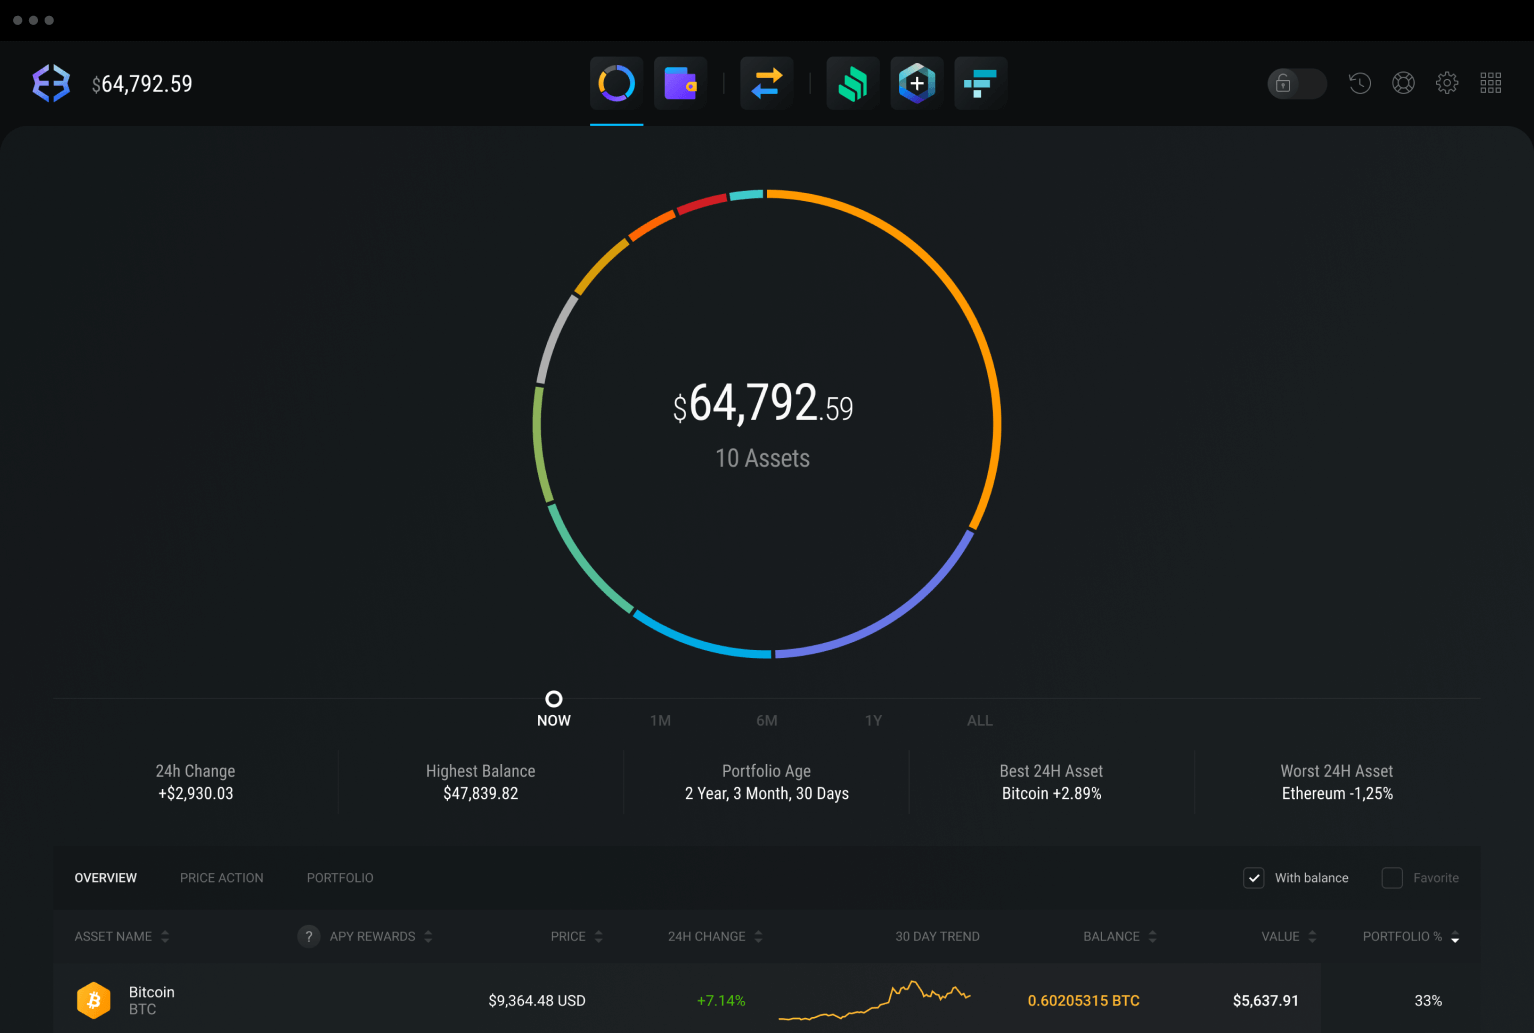 $64,792.59
$64,792.59
10 Assets
NOW 1M 6M 1Y ALL
24h Change Highest Balance Portfolio Age Best 24H Asset Worst 24H Asset
+$2,930.03 $47,839.82 2 Year, 3 Month, 30 Days Bitcoin +2.89% Ethereum -1,25%
OVERVIEW PRICE ACTION PORTFOLIO With balance Favorite
ASSET NAME ? APY REWARDS PRICE 24H CHANGE 30 DAY TREND BALANCE VALUE PORTFOLIO %
Bitcoin
BTC
$9,364.48 USD +7.14% 0.60205315 BTC $5,637.91 33%